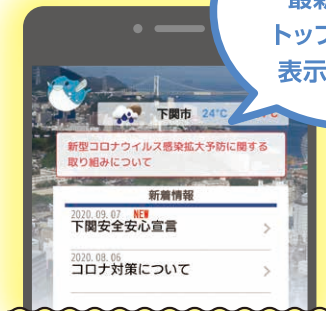 最新
トップ
表示
下関市 24°C °C
新型コロナウイルス感染拡大予防に関する
取り組みについて
新着情報
2020.09.07 NEW
下関安全安心宣言
2020.08.06
コロナ対策について